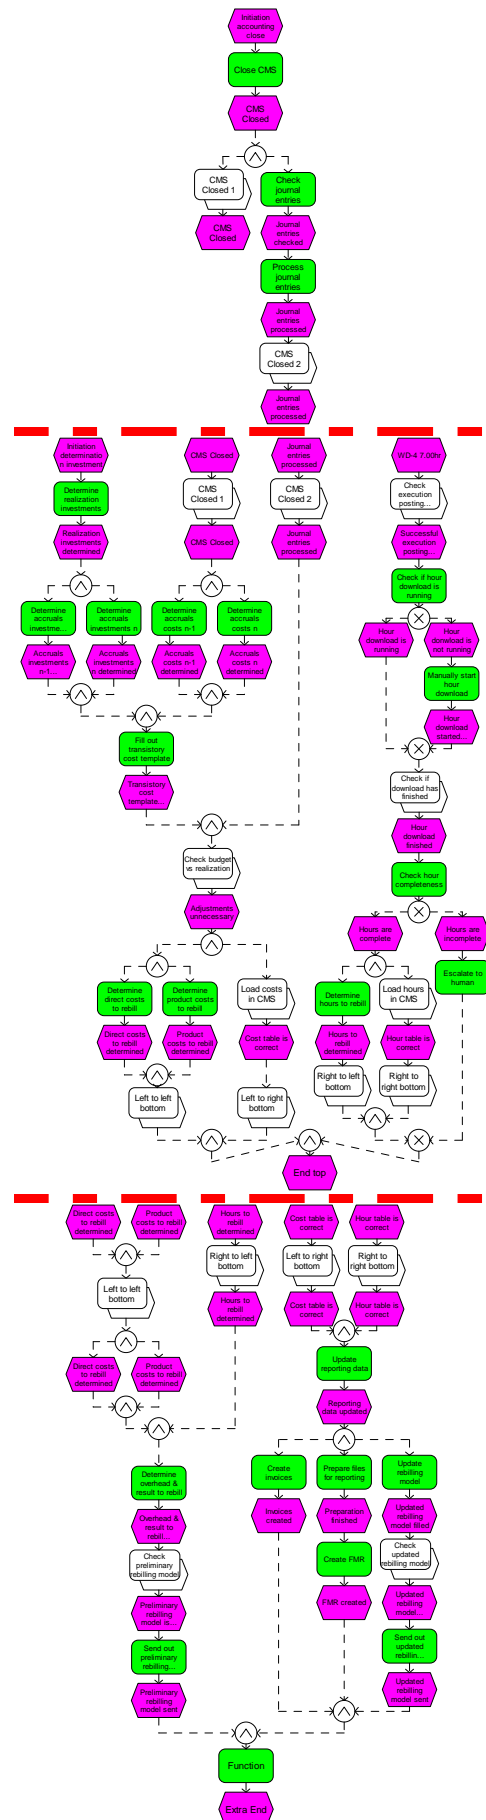 Initiation
accounting
close
Close CMS
CMS
Closed
CMS
Closed 1
Check
journal
entries
CMS
Closed
Journal
entries
checked
Process
journal
entries
Journal
entries
processed
CMS
Closed 2
Journal
entries
processed
Initiation
determinatio
n investment
CMS Closed
Journal
entries
processed
WD-4 7.00hr
Determine
realization
investments
CMS
Closed 1
CMS
Closed 2
Check
execution
posting...
Realization
investments
determined
CMS Closed
Journal
entries
processed
Successful
execution
posting...
Check if hour
download is
running
Determine
accruals
investme...
Determine
accruals
investments n
Determine
accruals
costs n-1
Determine
accruals
costs n
Hour
download is
running
Hour
donwload is
not running
Accruals
investments
n-1...
Accruals
investments
n determined
Accruals
costs n-1
determined
Accruals
costs n
determined
Manually start
hour
download
Hour
download
started...
Fill out
transistory
cost template
Transistory
cost
template...
Check if
download has
finished
Hour
download
finished
Check budget
vs realization
Check hour
completeness
Adjustments
unnecessary
Hours are
complete
Hours are
incomplete
Determine
direct costs
to rebill
Determine
product costs
to rebill
Load costs
in CMS
Determine
hours to rebill
Load hours
in CMS
Escalate to
human
Direct costs
to rebill
determined
Product
costs to rebill
determined
Cost table is
correct
Hours to
rebill
determined
Hour table is
correct
Left to left
bottom
Left to right
bottom
Right to left
bottom
Right to
right bottom
End top
Direct costs
to rebill
determined
Product
costs to rebill
determined
Hours to
rebill
determined
Cost table is
correct
Hour table is
correct
Left to left
bottom
Right to left
bottom
Left to right
bottom
Right to
right bottom
Hours to
rebill
determined
Cost table is
correct
Hour table is
correct
Direct costs
to rebill
determined
Product
costs to rebill
determined
Update
reporting data
Reporing
data updated
Determine
overhead &
result to rebill
Create
invoices
Prepare files
for reporting
Update
rebilling
model
Overhead &
result to
rebill...
Invoices
created
Preparation
finished
Updated
rebilling
model filled
Check
preliminary
rebilling model
Create FMR
Check
updated
rebilling model
Preliminary
rebilling
model is...
FMR created
Updated
rebilling
model...
Send out
preliminary
rebilling...
Send out
updated
rebillin...
Preliminary
rebilling
model sent
Updated
rebilling
model sent
Function
Extra End